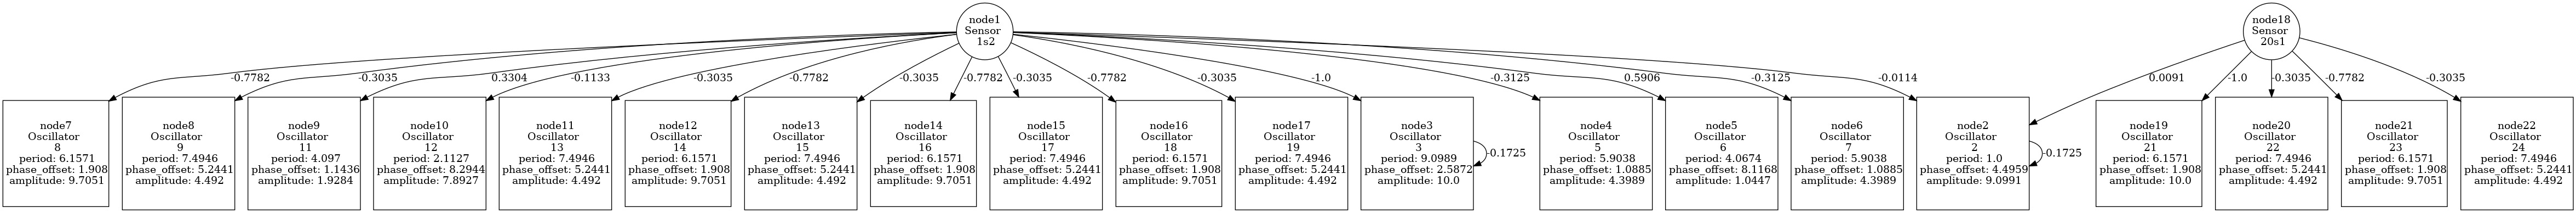 node1
Sensor
1s2
node18
Sensor
20s1
-0.7782
-0.3035
0.3304
-0.1133
-0.3035
-0.7782
-0.3035
-0.7782
-0.3035
-0.7782
-0.3035
-1.0
-0.3125
0.5906
-0.3125
-0.0114
0.0091
-1.0
-0.3035
-0.7782
-0.3035
node7
Oscillator
8
period: 6.1571
phase_offset: 1.908
amplitude: 9.7051
node8
Oscillator
9
period: 7.4946
phase_offset: 5.2441
amplitude: 4.492
node9
Oscillator
11
period: 4.097
phase_offset: 1.1436
amplitude: 1.9284
node10
Oscillator
12
period: 2.1127
phase_offset: 8.2944
amplitude: 7.8927
node11
Oscillator
13
period: 7.4946
phase_offset: 5.2441
amplitude: 4.492
node12
Oscillator
14
period: 6.1571
phase_offset: 1.908
amplitude: 9.7051
node13
Oscillator
15
period: 7.4946
phase_offset: 5.2441
amplitude: 4.492
node14
Oscillator
16
period: 6.1571
phase_offset: 1.908
amplitude: 9.7051
node15
Oscillator
17
period: 7.4946
phase_offset: 5.2441
amplitude: 4.492
node16
Oscillator
18
period: 6.1571
phase_offset: 1.908
amplitude: 9.7051
node17
Oscillator
19
period: 7.4946
phase_offset: 5.2441
amplitude: 4.492
node3
Oscillator
3
period: 9.0989
phase_offset: 2.5872
amplitude: 10.0
-0.1725
node4
Oscillator
5
period: 5.9038
phase_offset: 1.0885
amplitude: 4.3989
node5
Oscillator
6
period: 4.0674
phase_offset: 8.1168
amplitude: 1.0447
node6
Oscillator
7
period: 5.9038
phase_offset: 1.0885
amplitude: 4.3989
node2
Oscillator
2
period: 1.0
phase_offset: 4.4959
amplitude: 9.0991
-0.1725
node19
Oscillator
21
period: 6.1571
phase_offset: 1.908
amplitude: 10.0
node20
Oscillator
22
period: 7.4946
phase_offset: 5.2441
amplitude: 4.492
node21
Oscillator
23
period: 6.1571
phase_offset: 1.908
amplitude: 9.7051
node22
Oscillator
24
period: 7.4946
phase_offset: 5.2441
amplitude: 4.492